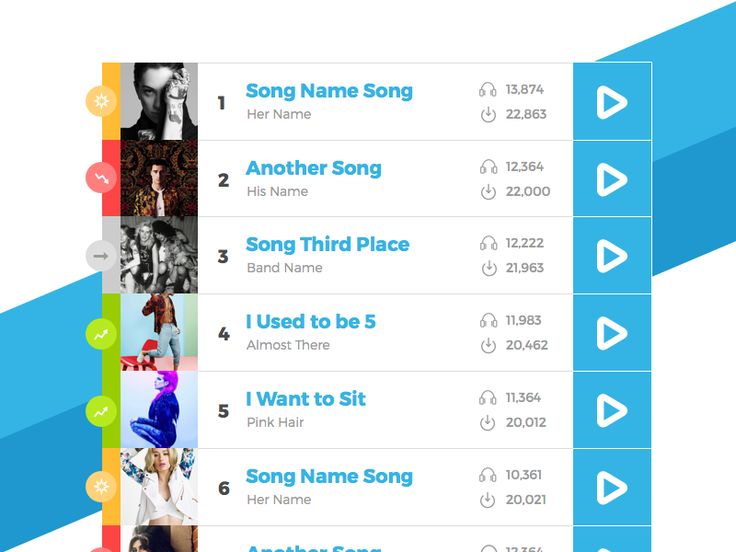 1
Song Name Song
Her Name
13,874
22,863
2
Another Song
His Name
12,364
22,000
3
Song Third Place
Band Name
12,222
21,963
4
I Used to be 5
Almost There
11,983
20,462
5
I Want to Sit
Pink Hair
11,364
20,012
6
Song Name Song
Her Name
10,361
20,021
Another Song
12,364